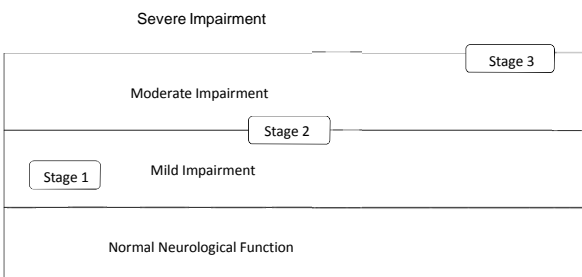 Severe Impairment
Stage 3
Moderate Impairment
Stage 2
Mild Impairment
Stage 1
Normal Neurological Function